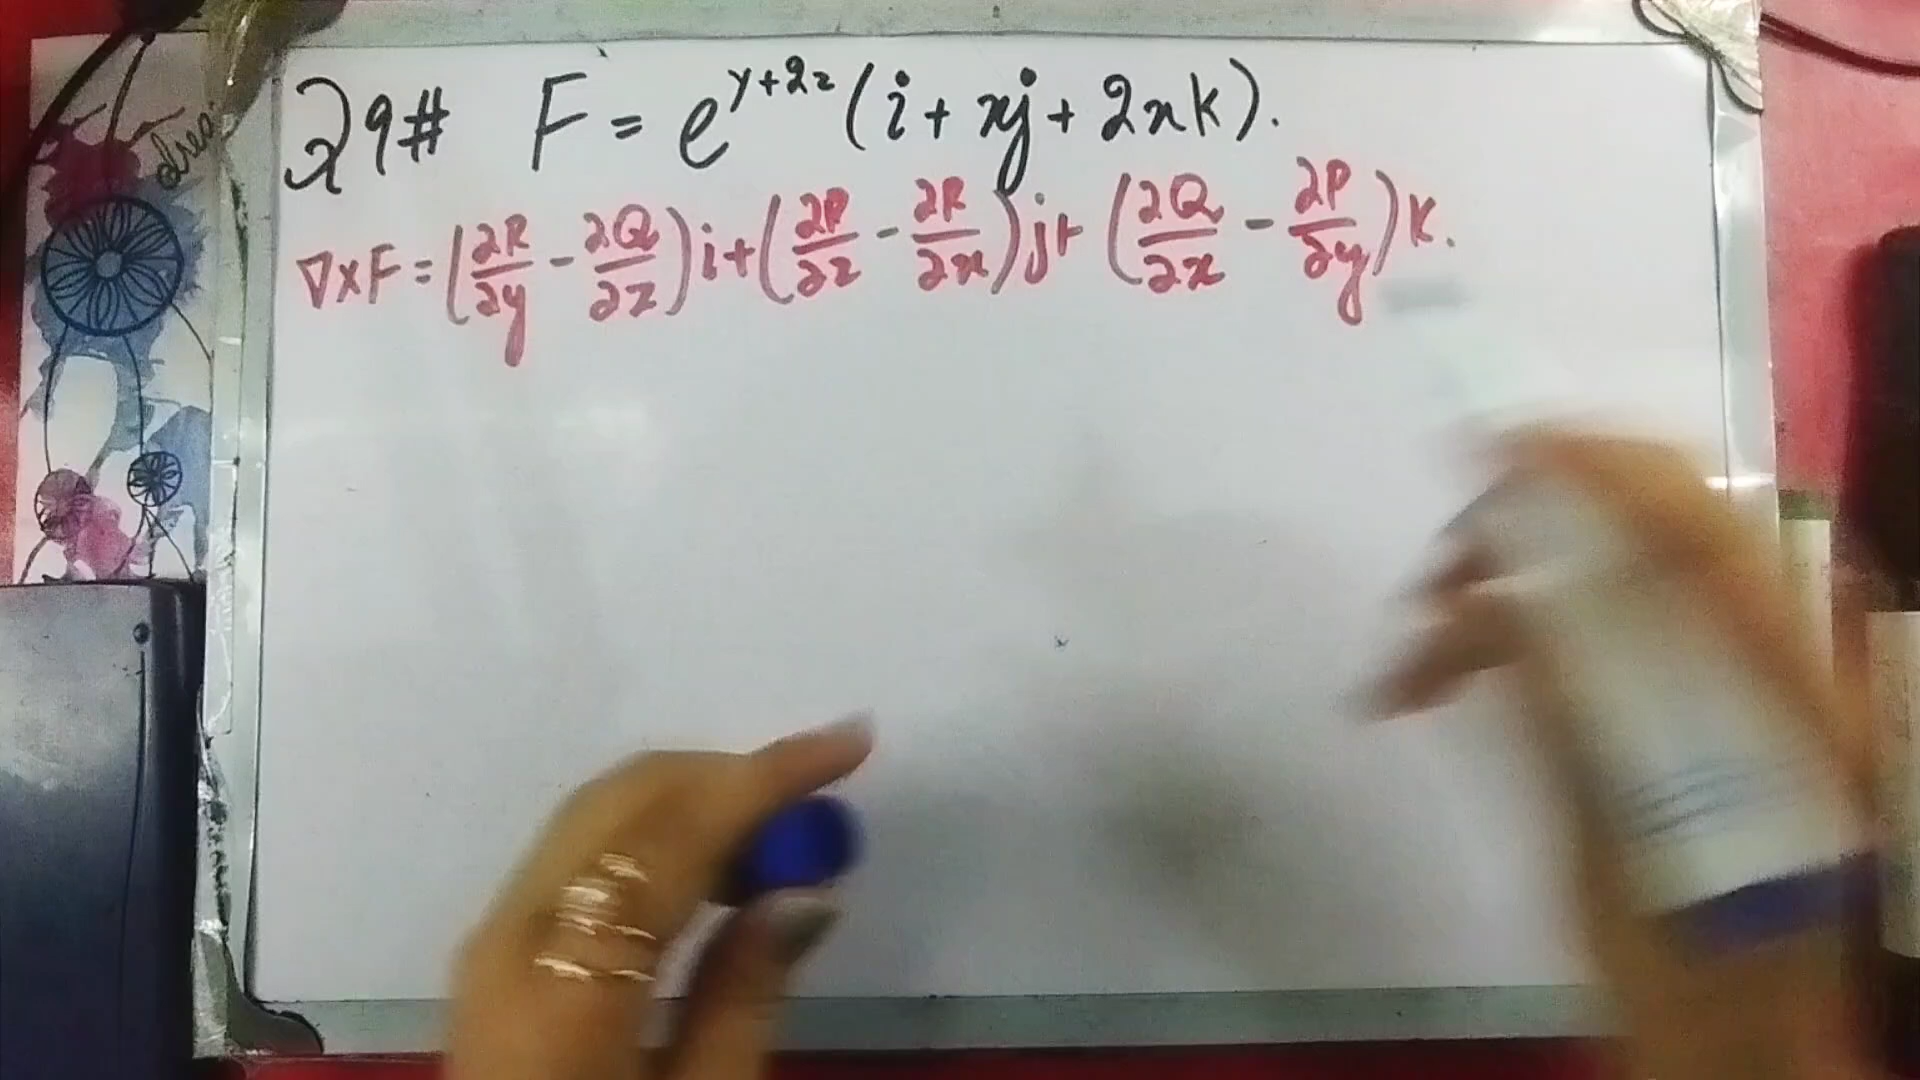 29# F = e^{y+2z} (i + xj + 2xk).
∇×F = (∂R/∂y − ∂Q/∂z)i + (∂P/∂z − ∂R/∂x)j + (∂Q/∂x − ∂P/∂y)k.